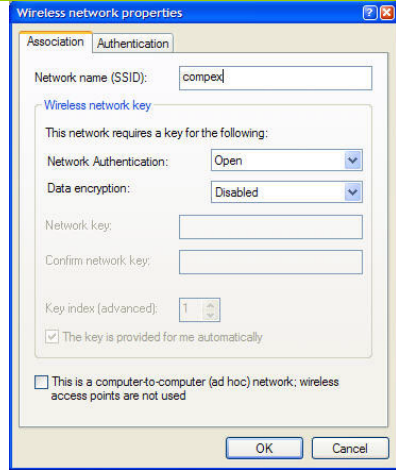 Wireless network properties
Association
Authentication
Network name (SSID):
compex
Wireless network key
This network requires a key for the following:
Network Authentication:
Open
Data encryption:
Disabled
Network key:
Confirm network key:
Key index (advanced):
1
The key is provided for me automatically
This is a computer-to-computer (ad hoc) network; wireless
access points are not used
OK
Cancel